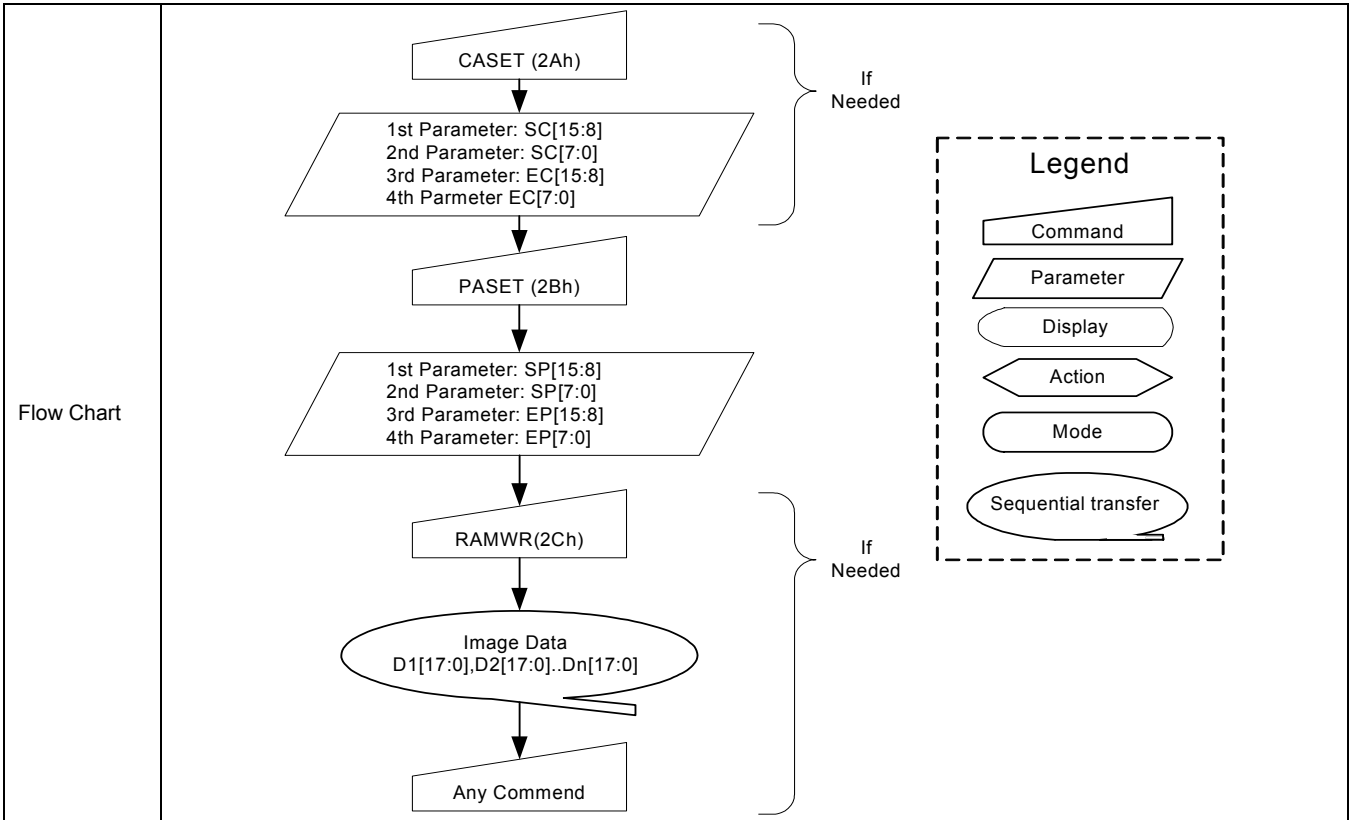 Flow Chart
CASET (2Ah)
If
Needed
1st Parameter: SC[15:8]
2nd Parameter: SC[7:0]
3rd Parameter: EC[15:8]
4th Parmeter EC[7:0]
PASET (2Bh)
1st Parameter: SP[15:8]
2nd Parameter: SP[7:0]
3rd Parameter: EP[15:8]
4th Parameter: EP[7:0]
RAMWR(2Ch)
If
Needed
Image Data
D1[17:0],D2[17:0]..Dn[17:0]
Any Commend
Legend
Command
Parameter
Display
Action
Mode
Sequential transfer